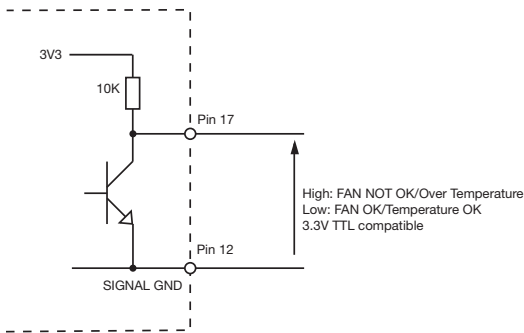 3V3
10K
Pin 17
High: FAN NOT OK/Over Temperature
Low: FAN OK/Temperature OK
3.3V TTL compatible
Pin 12
SIGNAL GND